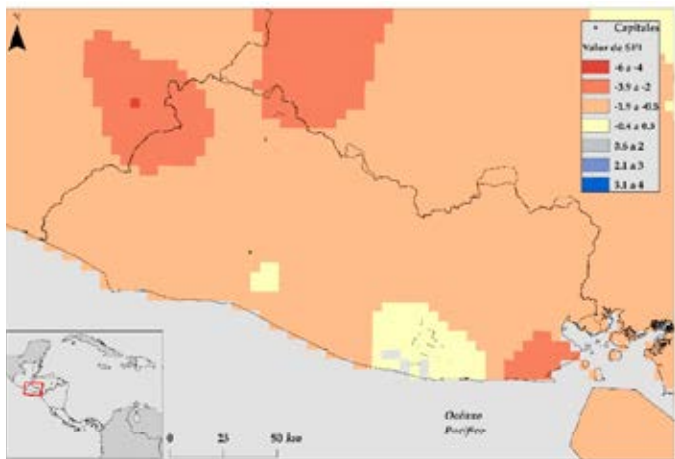 Capitales
Valor de SPI
-6 a -4
-3.9 a -2
-1.9 a -0.5
-0.4 a 0.5
3.6 a 2
2.1 a 3
3.1 a 4
Océano
Pacífico
0 25 50 km